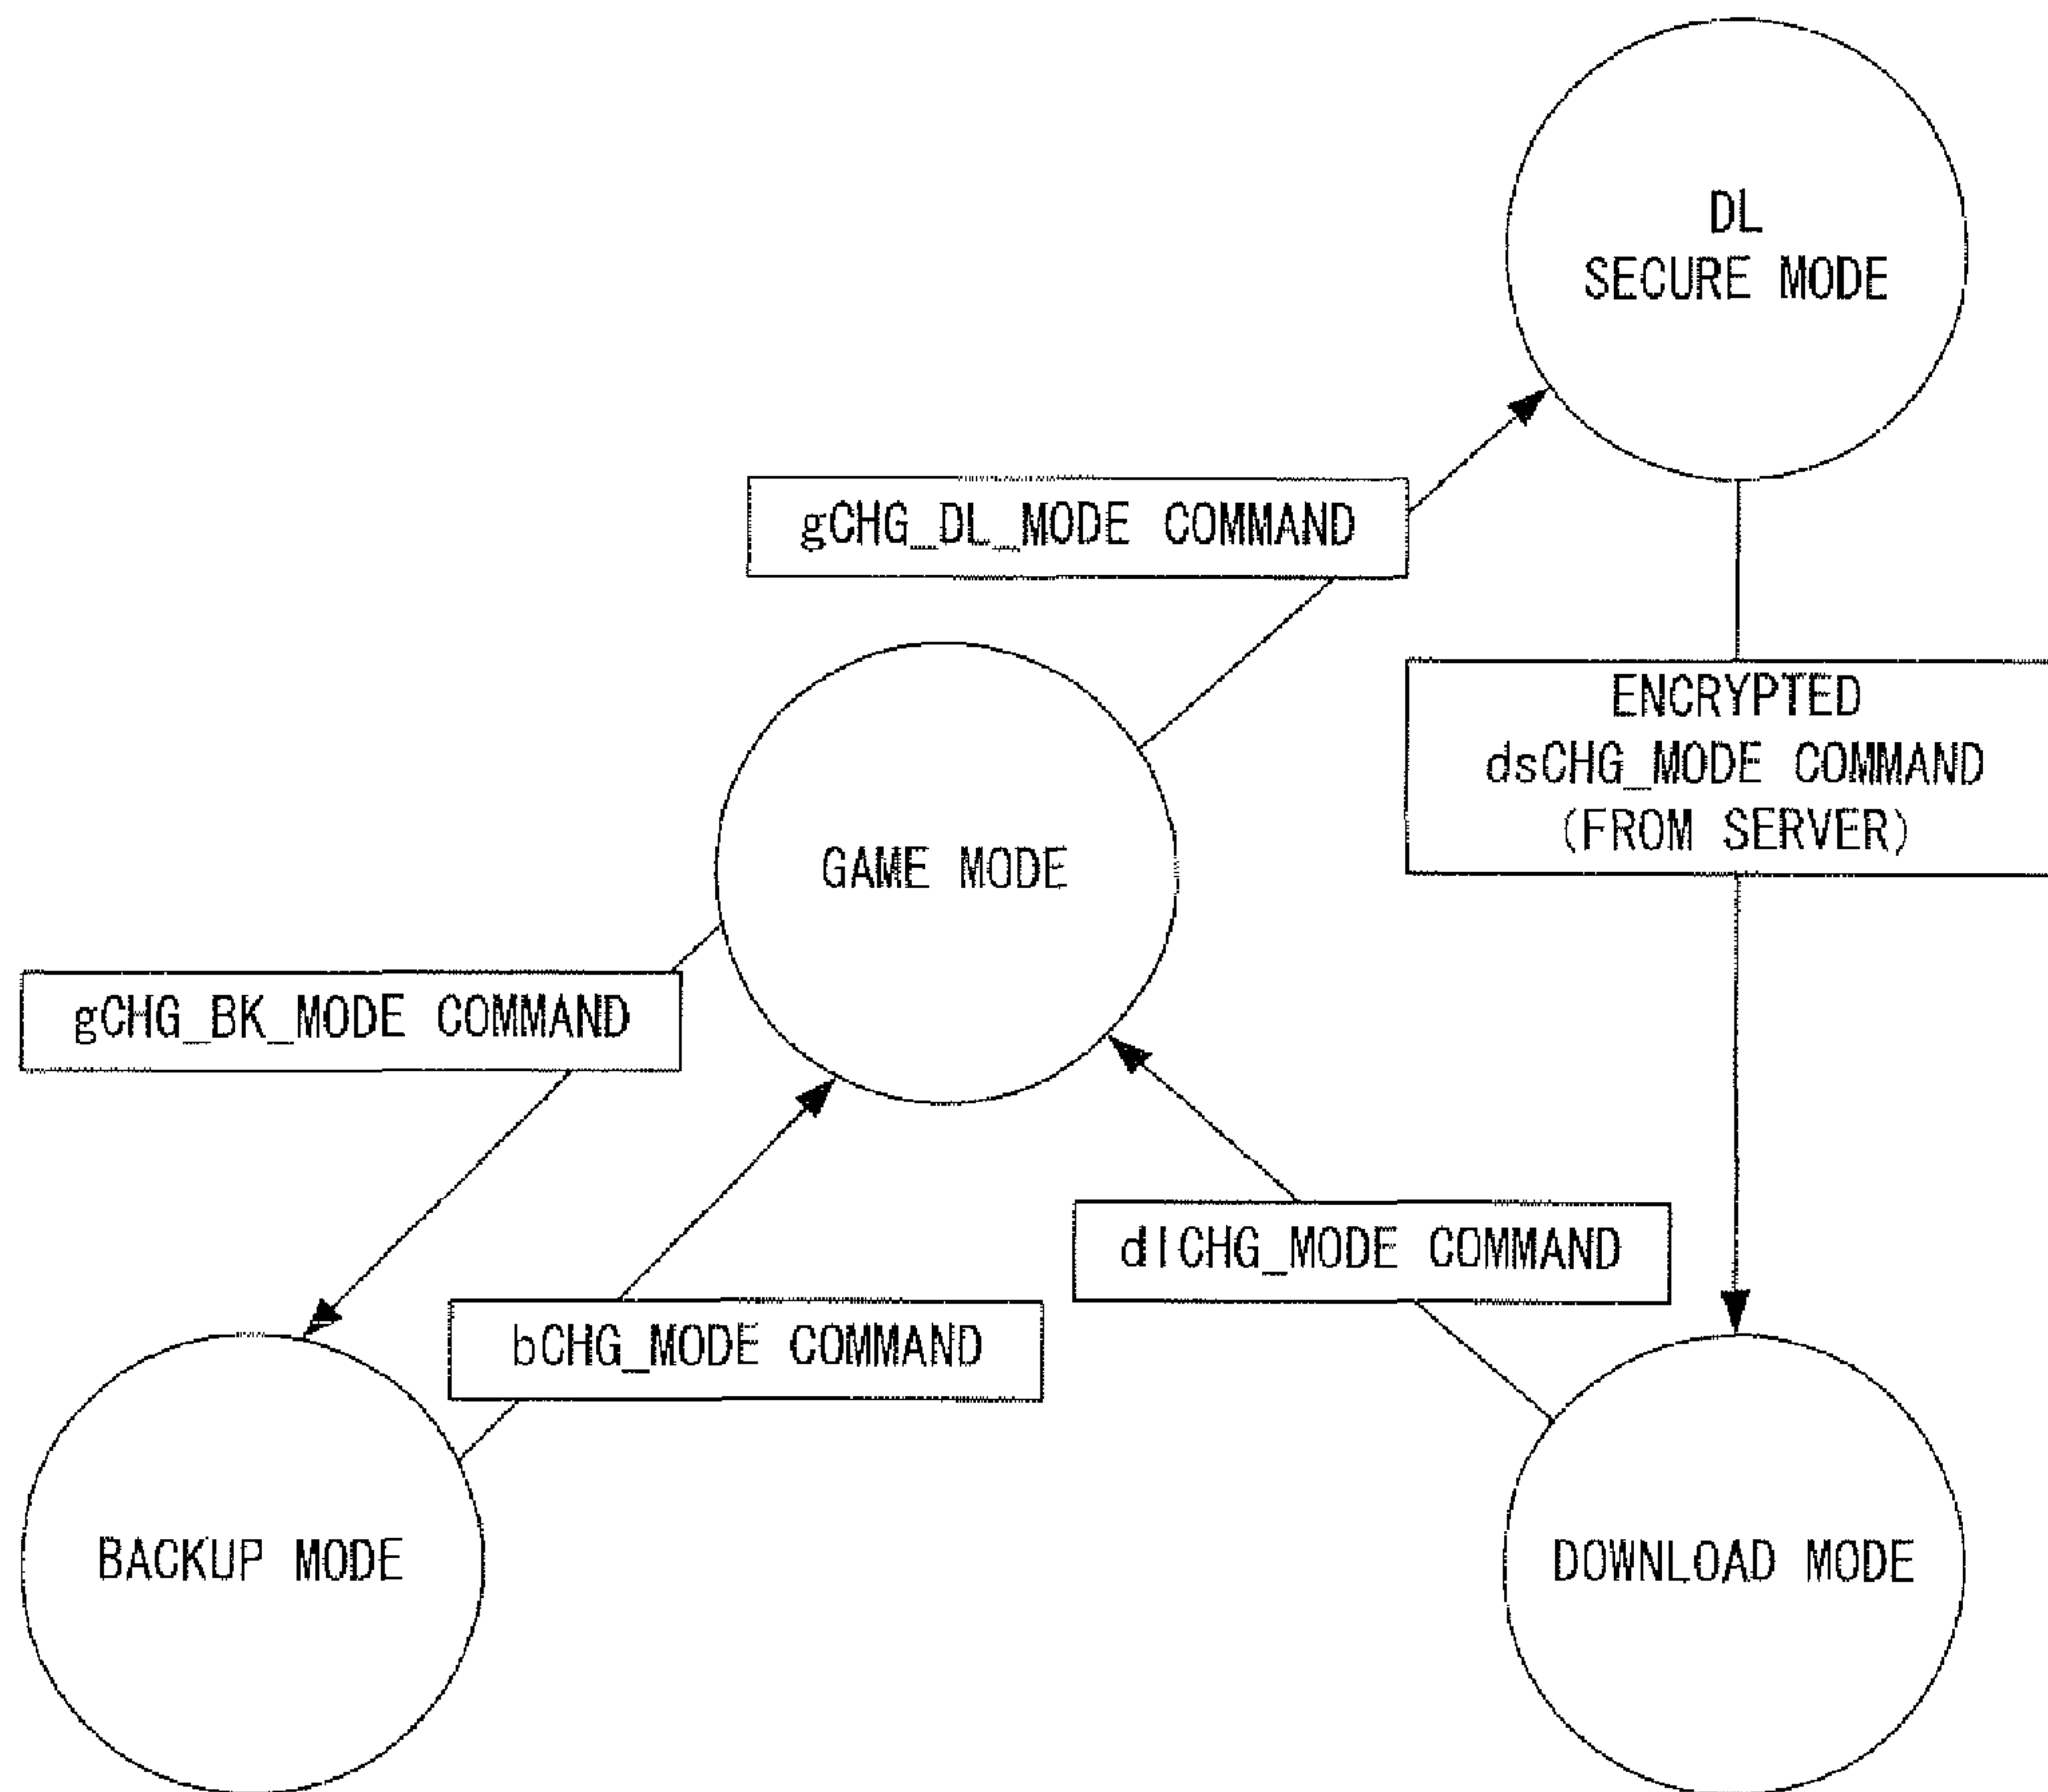 DL
SECURE MODE
gCHG_DL_MODE COMMAND
ENCRYPTED
dsCHG_MODE COMMAND
(FROM SERVER)
GAME MODE
gCHG_BK_MODE COMMAND
dlCHG_MODE COMMAND
bCHG_MODE COMMAND
BACKUP MODE
DOWNLOAD MODE